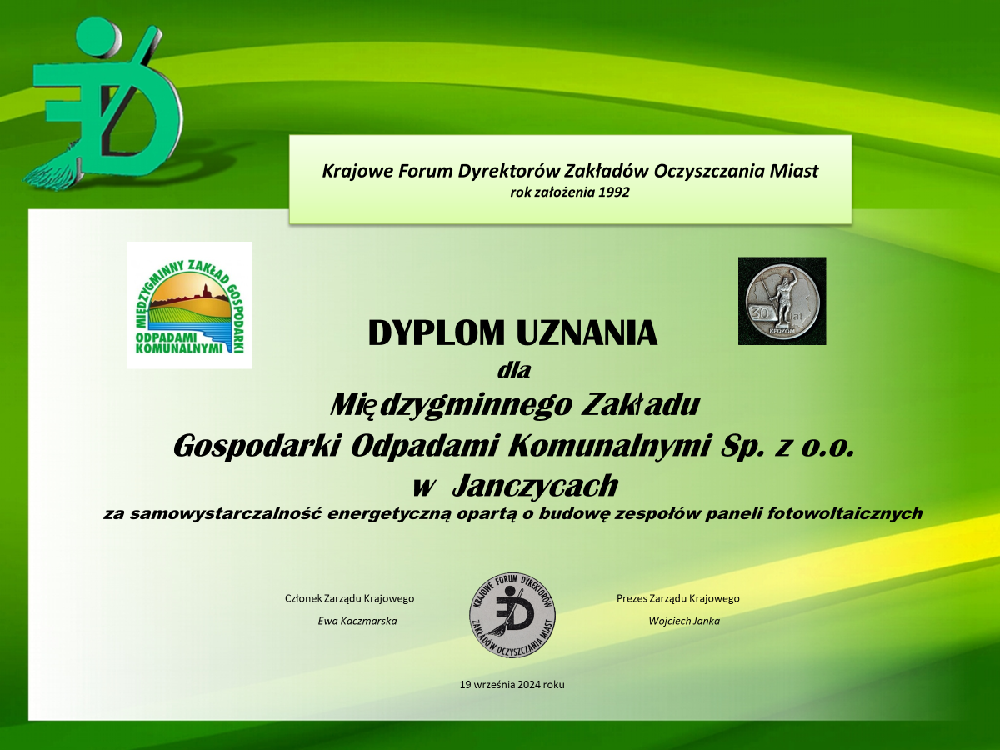 Krajowe Forum Dyrektorów Zakładów Oczyszczania Miast
rok założenia 1992
MIĘDZYGMINNY ZAKŁAD GOSPODARKI
ODPADAMI
KOMUNALNYMI
30 lat
KFDZOM
DYPLOM UZNANIA
dla
Międzygminnego Zakładu
Gospodarki Odpadami Komunalnymi Sp. z o.o.
w Janczycach
za samowystarczalność energetyczną opartą o budowę zespołów paneli fotowoltaicznych
Członek Zarządu Krajowego
Ewa Kaczmarska
KRAJOWE FORUM DYREKTORÓW
ZAKŁADÓW OCZYSZCZANIA MIAST
Prezes Zarządu Krajowego
Wojciech Janka
19 września 2024 roku